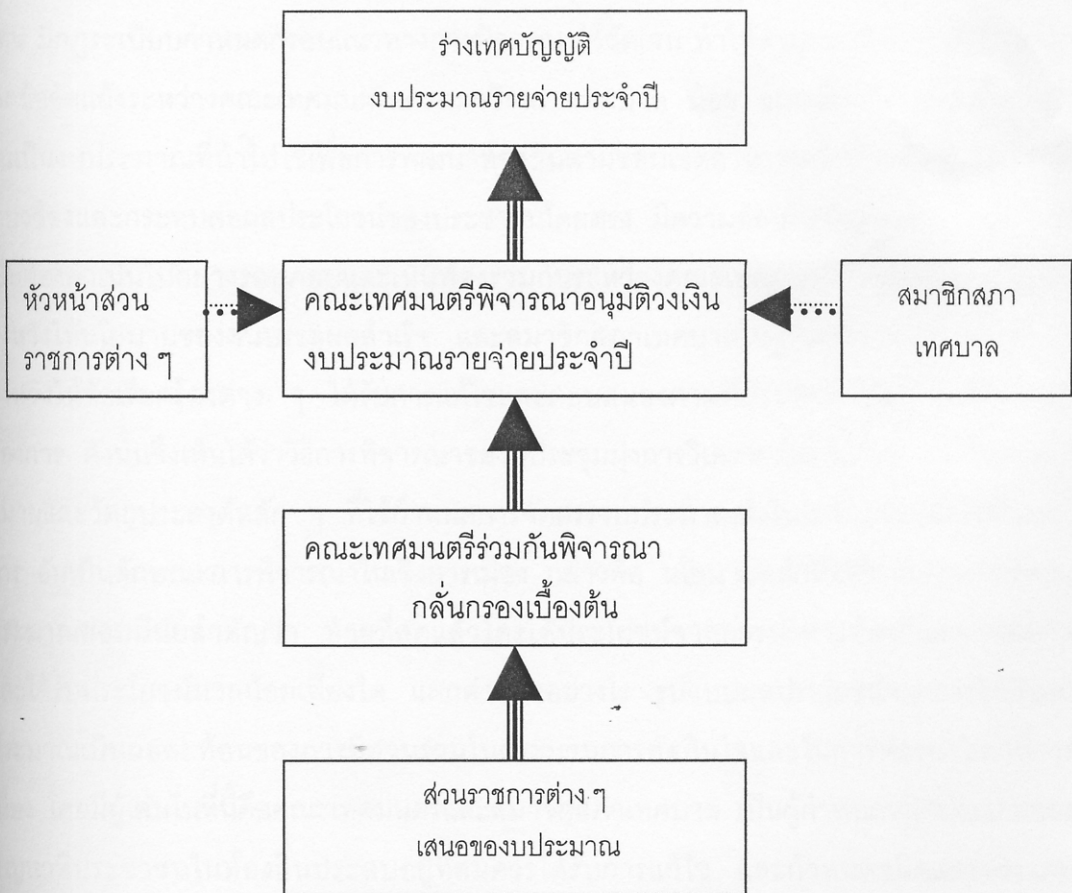 ร่างเทศบัญญัติ
งบประมาณรายจ่ายประจำปี
หัวหน้าส่วน
ราชการต่าง ๆ
คณะเทศมนตรีพิจารณาอนุมัติวงเงิน
งบประมาณรายจ่ายประจำปี
สมาชิกสภา
เทศบาล
คณะเทศมนตรีร่วมกันพิจารณา
กลั่นกรองเบื้องต้น
ส่วนราชการต่าง ๆ
เสนอของบประมาณ